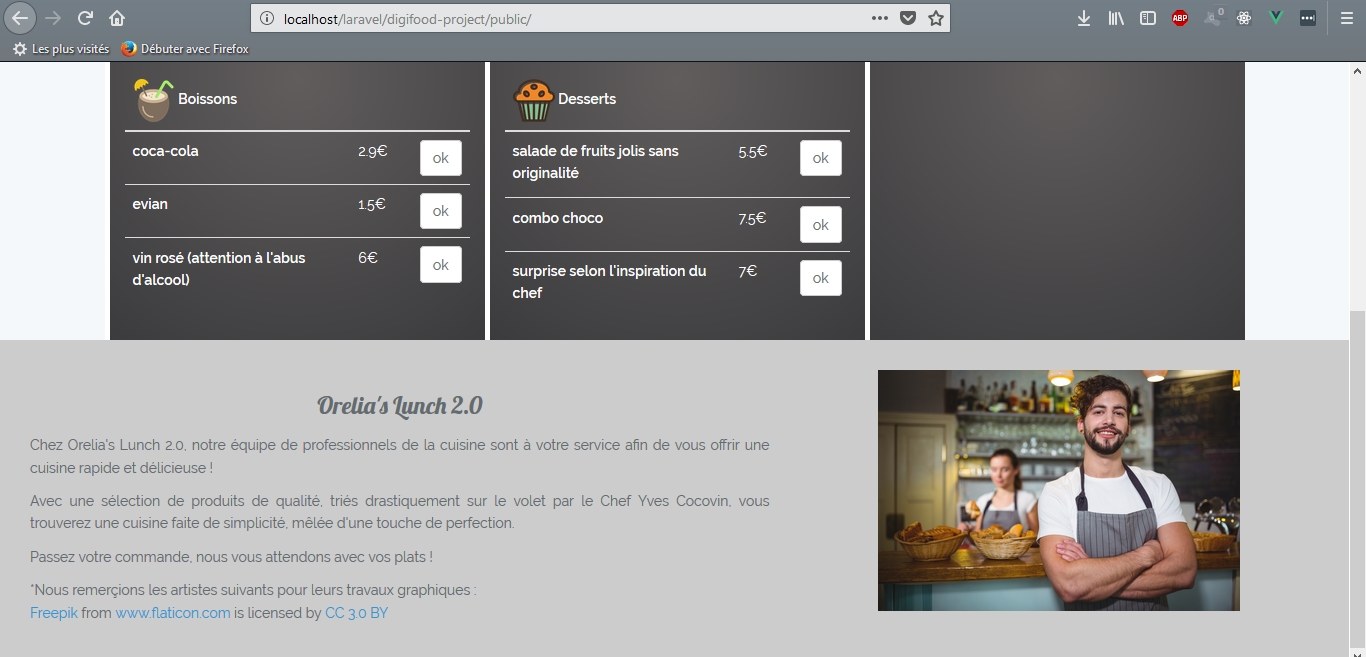 localhost/laravel/digifood-project/public/
ABP
0
Les plus visités
Débuter avec Firefox
Boissons
coca-cola 2.9€ ok
evian 1.5€ ok
vin rosé (attention à l'abus 6€ ok
d'alcool)
Desserts
salade de fruits jolis sans 5.5€ ok
originalité
combo choco 7.5€ ok
surprise selon l'inspiration du 7€ ok
chef
Orelia's Lunch 2.0
Chez Orelia's Lunch 2.0, notre équipe de professionnels de la cuisine sont à votre service afin de vous offrir une
cuisine rapide et délicieuse !
Avec une sélection de produits de qualité, triés drastiquement sur le volet par le Chef Yves Cocovin, vous
trouverez une cuisine faite de simplicité, mêlée d'une touche de perfection.
Passez votre commande, nous vous attendons avec vos plats !
*Nous remerçions les artistes suivants pour leurs travaux graphiques :
Freepik from www.flaticon.com is licensed by CC 3.0 BY